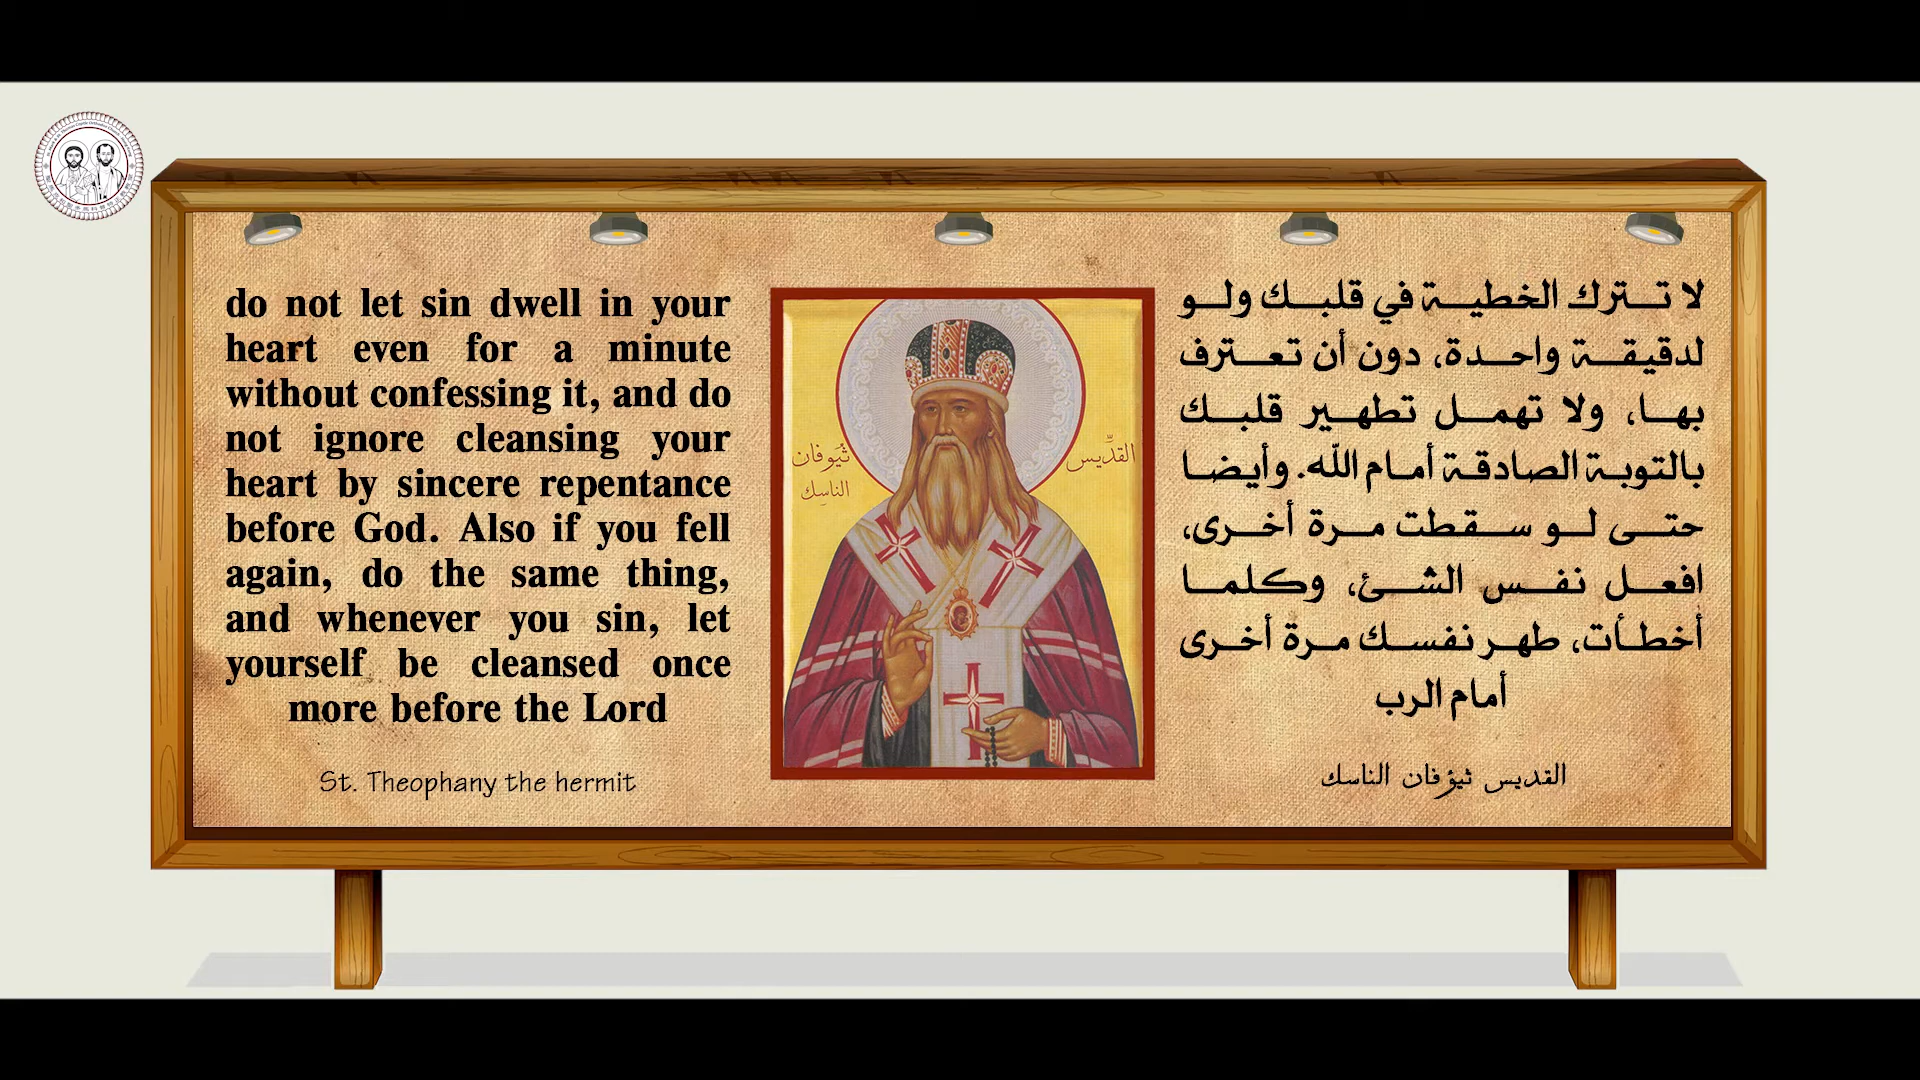 do not let sin dwell in your
heart even for a minute
without confessing it, and do
not ignore cleansing your
heart by sincere repentance
before God. Also if you fell
again, do the same thing,
and whenever you sin, let
yourself be cleansed once
more before the Lord
St. Theophany the hermit
القديس
ثيوفان
الناسك
لا تترك الخطية في قلبك ولو
لدقيقة واحدة، دون أن تعترف
بها، ولا تهمل تطهير قلبك
بالتوبة الصادقة أمام الله. وأيضا
حتى لو سقطت مرة أخرى،
افعل نفس الشئ، وكلما
أخطأت، طهر نفسك مرة أخرى
أمام الرب
القديس ثيؤفان الناسك